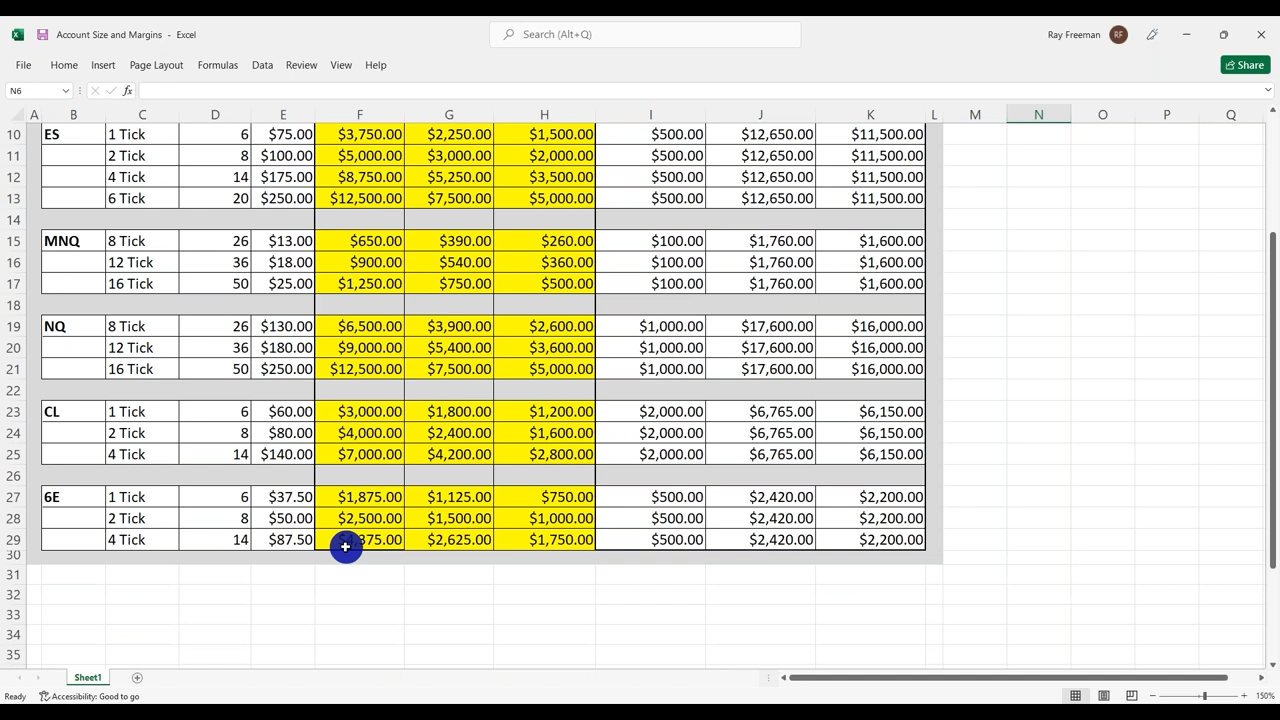 Account Size and Margins - Excel
Search (Alt+Q)
Ray Freeman RF
File Home Insert Page Layout Formulas Data Review View Help Share
N6 fx
A B C D E F G H I J K L M N O P Q
10 ES 1 Tick 6 $75.00 $3,750.00 $2,250.00 $1,500.00 $500.00 $12,650.00 $11,500.00
11 2 Tick 8 $100.00 $5,000.00 $3,000.00 $2,000.00 $500.00 $12,650.00 $11,500.00
12 4 Tick 14 $175.00 $8,750.00 $5,250.00 $3,500.00 $500.00 $12,650.00 $11,500.00
13 6 Tick 20 $250.00 $12,500.00 $7,500.00 $5,000.00 $500.00 $12,650.00 $11,500.00
14
15 MNQ 8 Tick 26 $13.00 $650.00 $390.00 $260.00 $100.00 $1,760.00 $1,600.00
16 12 Tick 36 $18.00 $900.00 $540.00 $360.00 $100.00 $1,760.00 $1,600.00
17 16 Tick 50 $25.00 $1,250.00 $750.00 $500.00 $100.00 $1,760.00 $1,600.00
18
19 NQ 8 Tick 26 $130.00 $6,500.00 $3,900.00 $2,600.00 $1,000.00 $17,600.00 $16,000.00
20 12 Tick 36 $180.00 $9,000.00 $5,400.00 $3,600.00 $1,000.00 $17,600.00 $16,000.00
21 16 Tick 50 $250.00 $12,500.00 $7,500.00 $5,000.00 $1,000.00 $17,600.00 $16,000.00
22
23 CL 1 Tick 6 $60.00 $3,000.00 $1,800.00 $1,200.00 $2,000.00 $6,765.00 $6,150.00
24 2 Tick 8 $80.00 $4,000.00 $2,400.00 $1,600.00 $2,000.00 $6,765.00 $6,150.00
25 4 Tick 14 $140.00 $7,000.00 $4,200.00 $2,800.00 $2,000.00 $6,765.00 $6,150.00
26
27 6E 1 Tick 6 $37.50 $1,875.00 $1,125.00 $750.00 $500.00 $2,420.00 $2,200.00
28 2 Tick 8 $50.00 $2,500.00 $1,500.00 $1,000.00 $500.00 $2,420.00 $2,200.00
29 4 Tick 14 $87.50 $2,625.00 $1,750.00 $500.00 $2,420.00 $2,200.00
30
31
32
33
34
35
Sheet1
Ready Accessibility: Good to go 150%